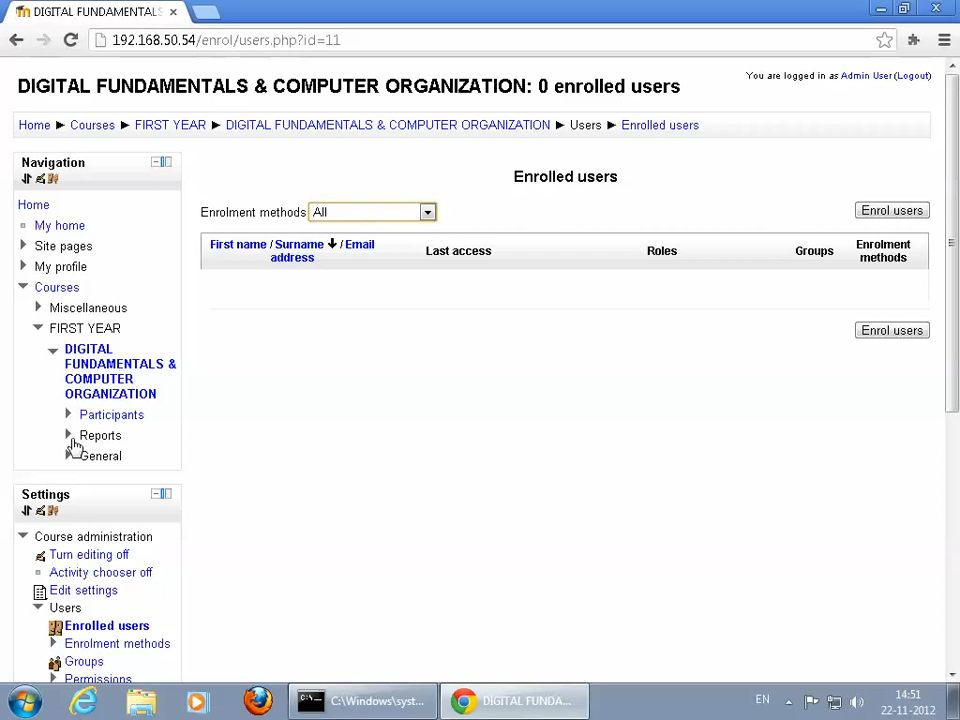 DIGITAL FUNDAMENTALS
192.168.50.54/enrol/users.php?id=11
DIGITAL FUNDAMENTALS & COMPUTER ORGANIZATION: 0 enrolled users
You are logged in as Admin User (Logout)
Home ► Courses ► FIRST YEAR ► DIGITAL FUNDAMENTALS & COMPUTER ORGANIZATION ► Users ► Enrolled users
Navigation
Home
My home
Site pages
My profile
Courses
Miscellaneous
FIRST YEAR
DIGITAL
FUNDAMENTALS &
COMPUTER
ORGANIZATION
Participants
Reports
General
Enrolled users
Enrolment methods All
Enrol users
First name / Surname / Email
address
Last access
Roles
Groups
Enrolment
methods
Enrol users
Settings
Course administration
Turn editing off
Activity chooser off
Edit settings
Users
Enrolled users
Enrolment methods
Groups
Permissions
C:\Windows\syst...
DIGITAL FUNDA...
EN
14:51
22-11-2012